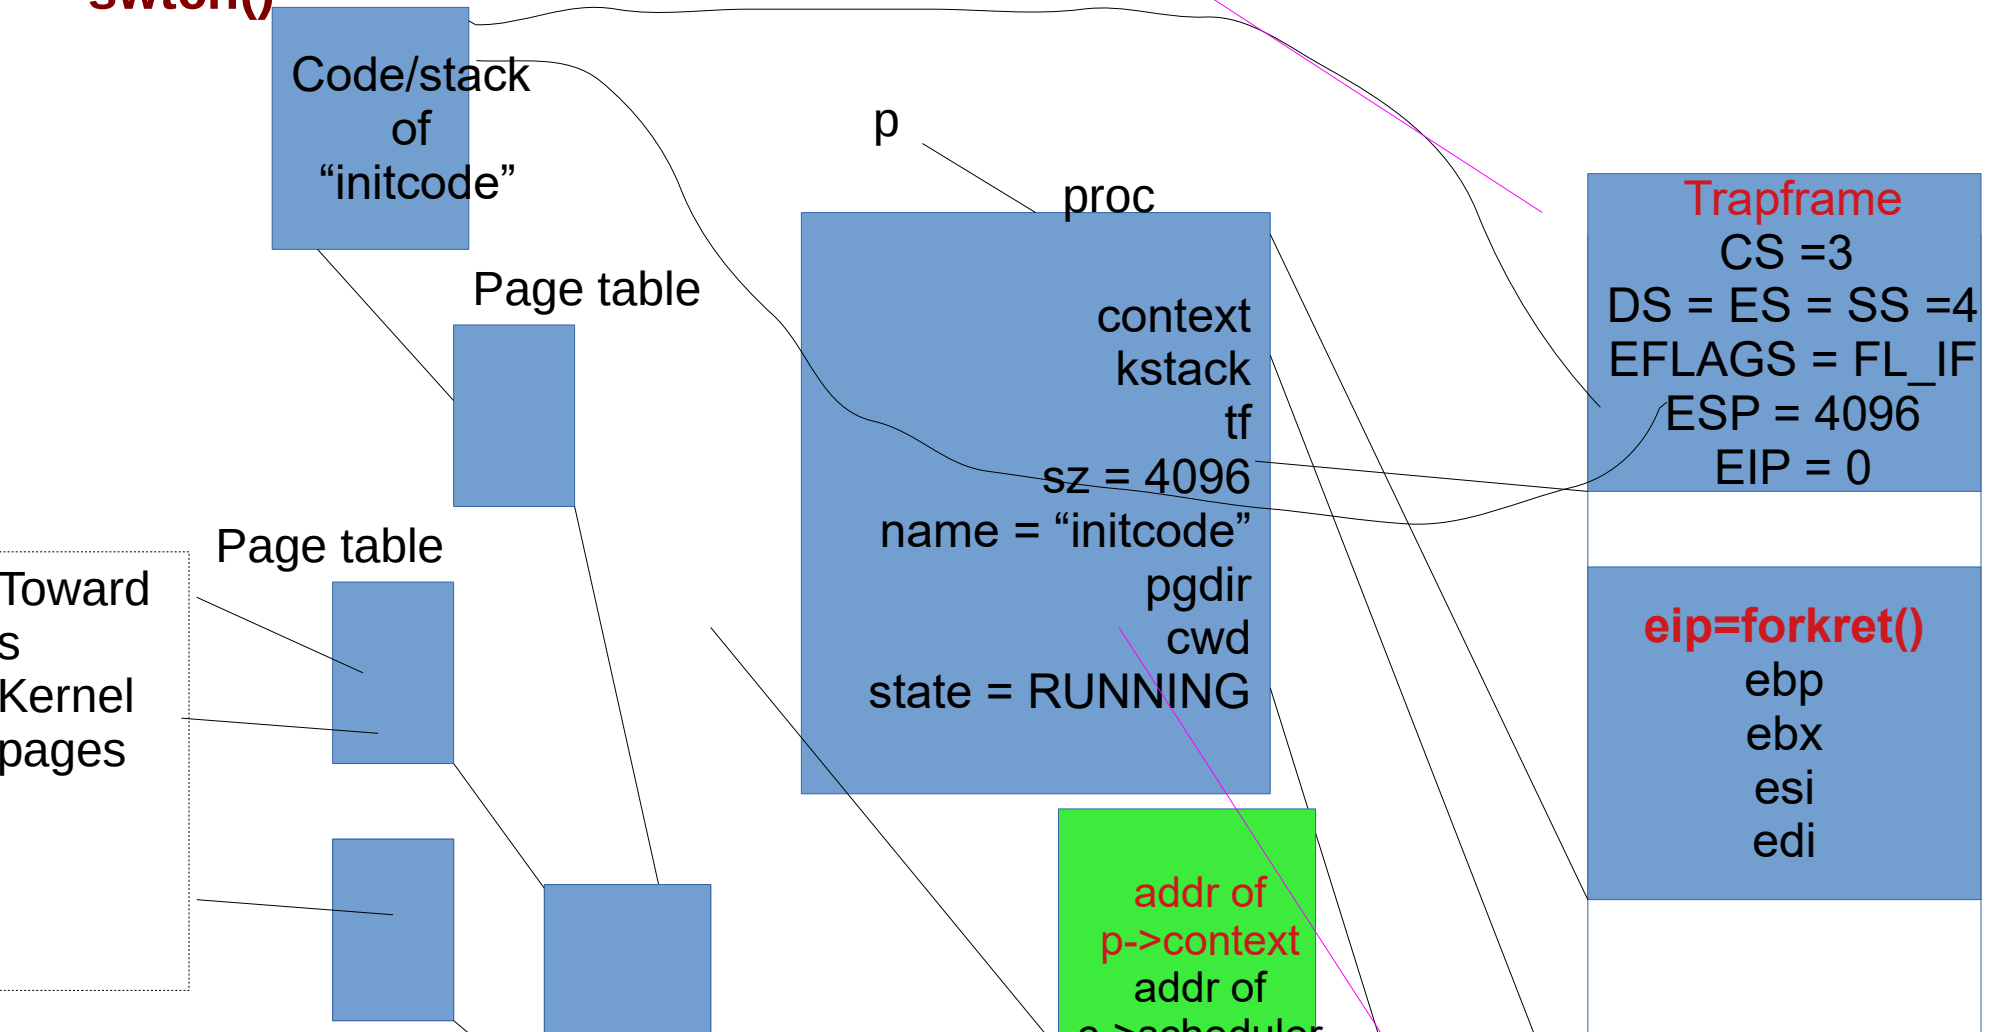 swtch()
Code/stack
of
“initcode”
p
proc
Page table
context
kstack
tf
sz = 4096
name = “initcode”
pgdir
cwd
state = RUNNING
Trapframe
CS =3
DS = ES = SS =4
EFLAGS = FL_IF
ESP = 4096
EIP = 0
Page table
Toward
s
Kernel
pages
eip=forkret()
ebp
ebx
esi
edi
addr of
p->context
addr of
c->scheduler